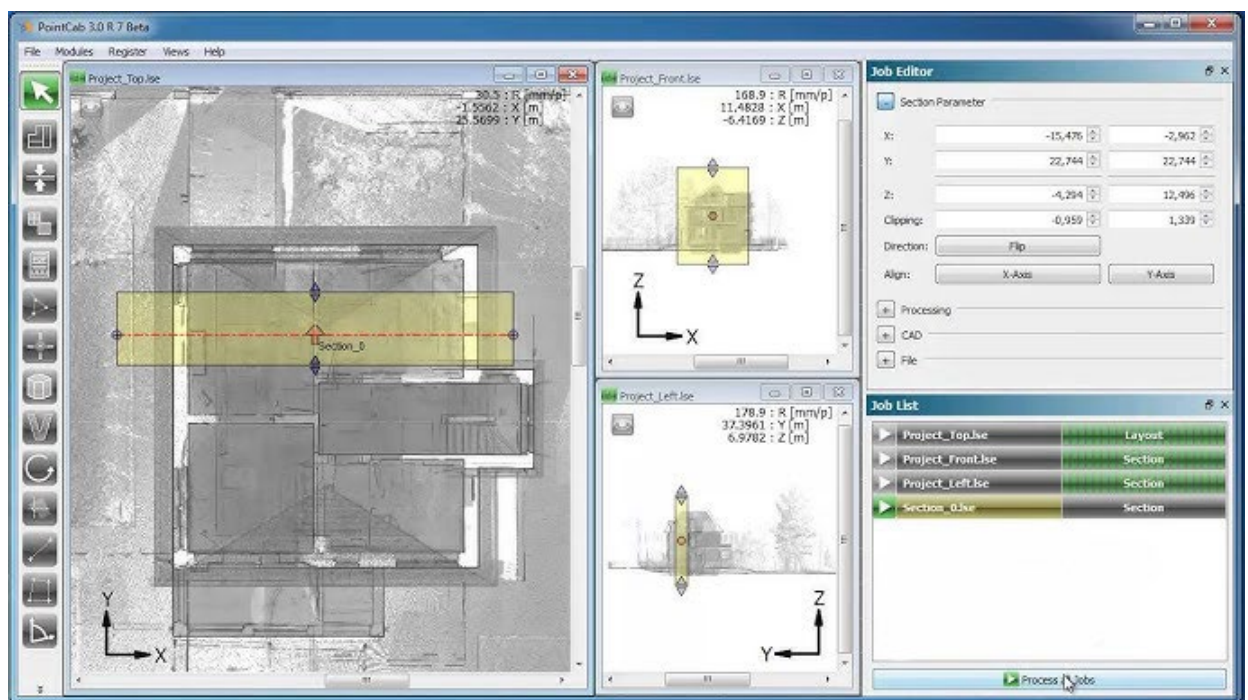 PointCab 3.0 R 7 Beta
File Modules Register Views Help
Project_Top.lse
30.5 : R [mm/p]
-1.5562 : X [m]
25.5699 : Y [m]
Section_0
Y
X
Project_Front.lse
168.9 : R [mm/p]
11.4828 : X [m]
-6.4169 : Z [m]
Z
X
Project_Left.lse
178.9 : R [mm/p]
37.3961 : Y [m]
6.9782 : Z [m]
Z
Y
Job Editor
Section Parameter
X: -15,476 -2,962
Y: 22,744 22,744
Z: -4,294 12,496
Clipping: -0,959 1,339
Direction: Flip
Align: X-Axis Y-Axis
Processing
CAD
File
Job List
Project_Top.lse Layout
Project_Front.lse Section
Project_Left.lse Section
Section_0.lse Section
Process all Jobs